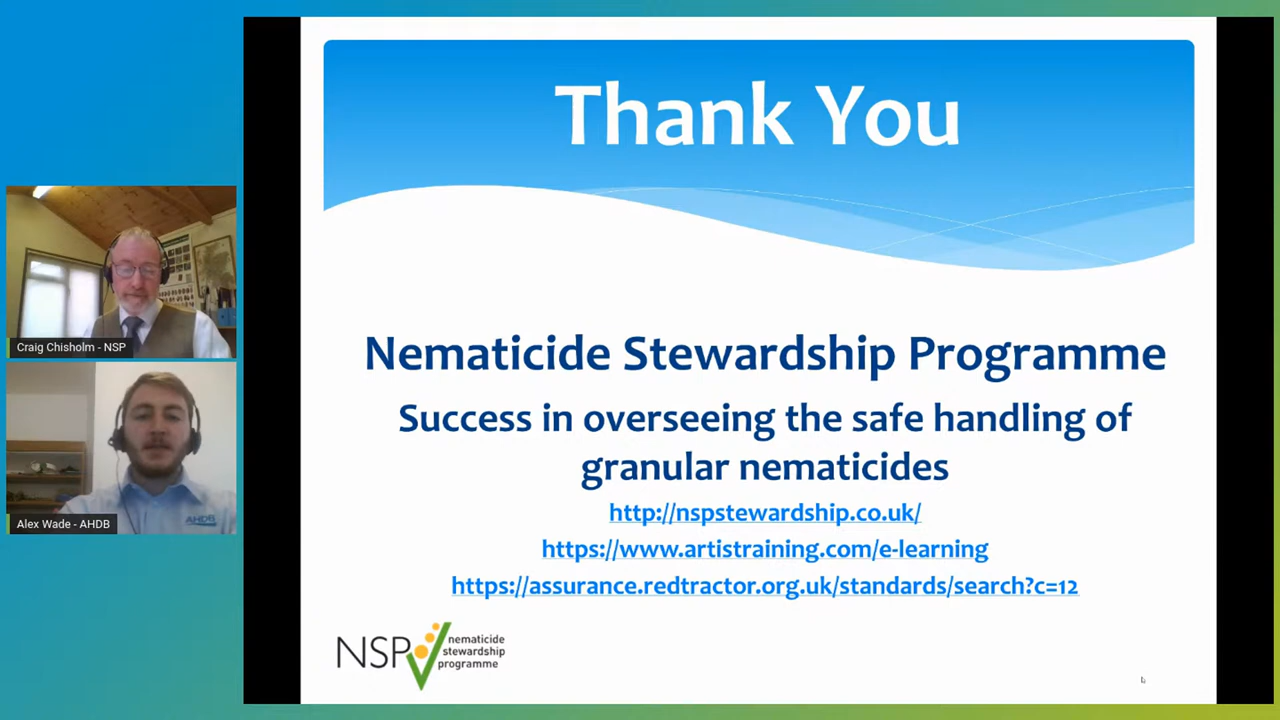 Thank You
Craig Chisholm - NSP
AHDB
Alex Wade - AHDB
Nematicide Stewardship Programme
Success in overseeing the safe handling of
granular nematicides
http://nspstewardship.co.uk/
https://www.artistraining.com/e-learning
https://assurance.redtractor.org.uk/standards/search?c=12
NSP
nematicide
stewardship
programme